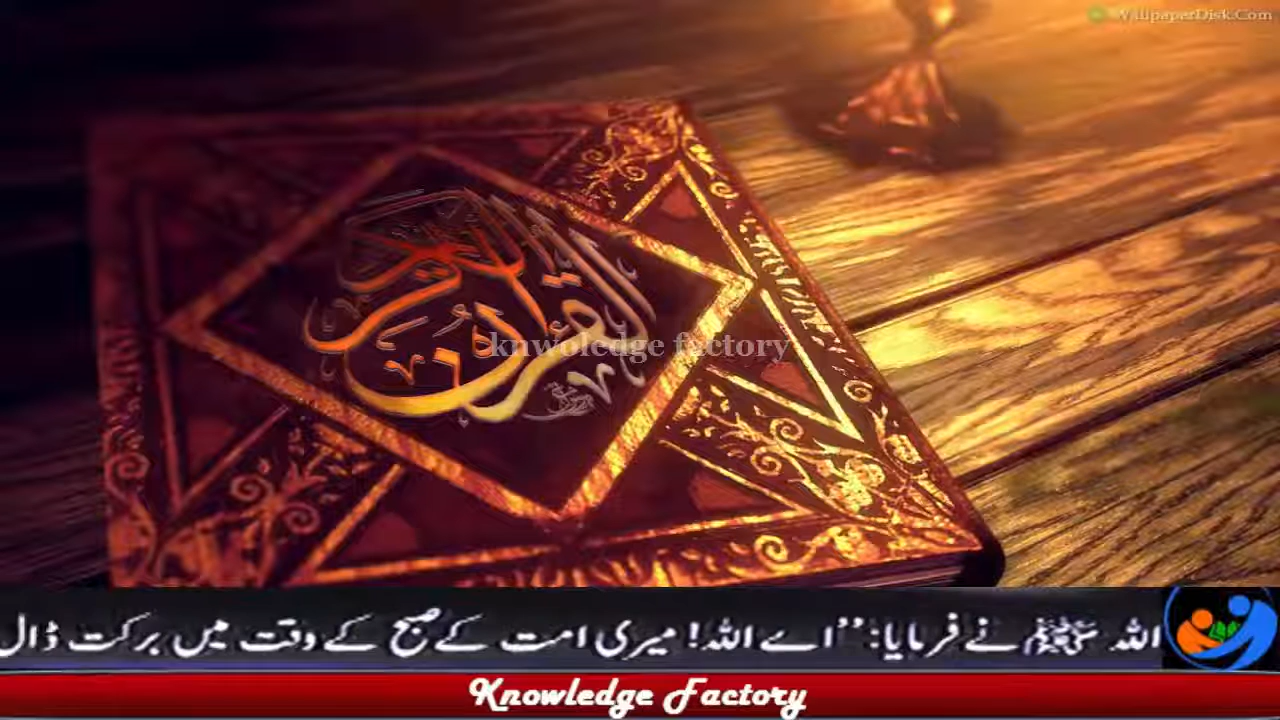 WallpaperDisk.Com
القرآن الكريم
knwoledge factory
اللہ ﷺ نے فرمایا: ’’اے اللہ! میری امت کے صبح کے وقت میں برکت ڈال
Knowledge Factory